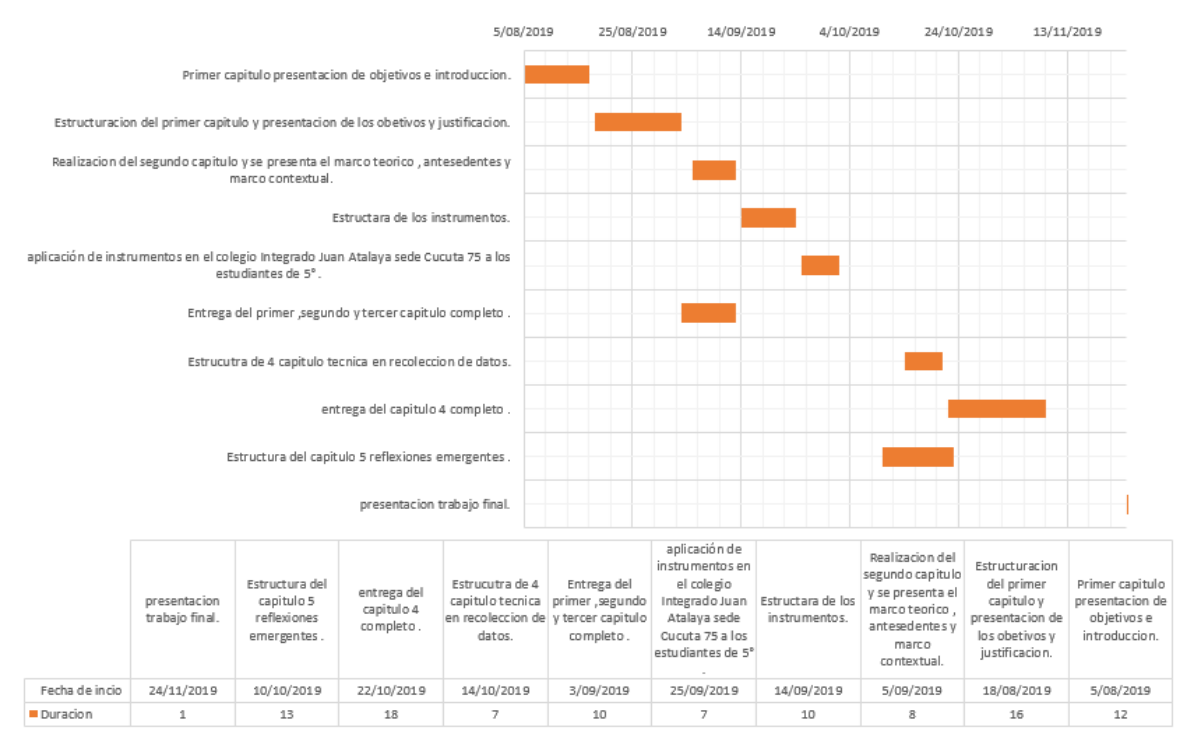 5/08/2019 25/08/2019 14/09/2019 4/10/2019 24/10/2019 13/11/2019
Primer capitulo presentacion de objetivos e introduccion.
Estructuracion del primer capitulo y presentacion de los obetivos y justificacion.
Realizacion del segundo capitulo y se presenta el marco teorico , antesedentes y
marco contextual.
Estructara de los instrumentos.
aplicación de instrumentos en el colegio Integrado Juan Atalaya sede Cucuta 75 a los
estudiantes de 5° .
Entrega del primer ,segundo y tercer capitulo completo .
Estrucutra de 4 capitulo tecnica en recoleccion de datos.
entrega del capitulo 4 completo .
Estructura del capitulo 5 reflexiones emergentes .
presentacion trabajo final.
presentacion
trabajo final.
Estructura del
capitulo 5
reflexiones
emergentes .
entrega del
capitulo 4
completo .
Estrucutra de 4
capitulo tecnica
en recoleccion de
datos.
Entrega del
primer ,segundo
y tercer capitulo
completo .
aplicación de
instrumentos en
el colegio
Integrado Juan
Atalaya sede
Cucuta 75 a los
estudiantes de 5°
.
Estructara de los
instrumentos.
Realizacion del
segundo capitulo
y se presenta el
marco teorico ,
antesedentes y
marco
contextual.
Estructuracion
del primer
capitulo y
presentacion de
los obetivos y
justificacion.
Primer capitulo
presentacion de
objetivos e
introduccion.
Fecha de incio 24/11/2019 10/10/2019 22/10/2019 14/10/2019 3/09/2019 25/09/2019 14/09/2019 5/09/2019 18/08/2019 5/08/2019
Duracion 1 13 18 7 10 7 10 8 16 12